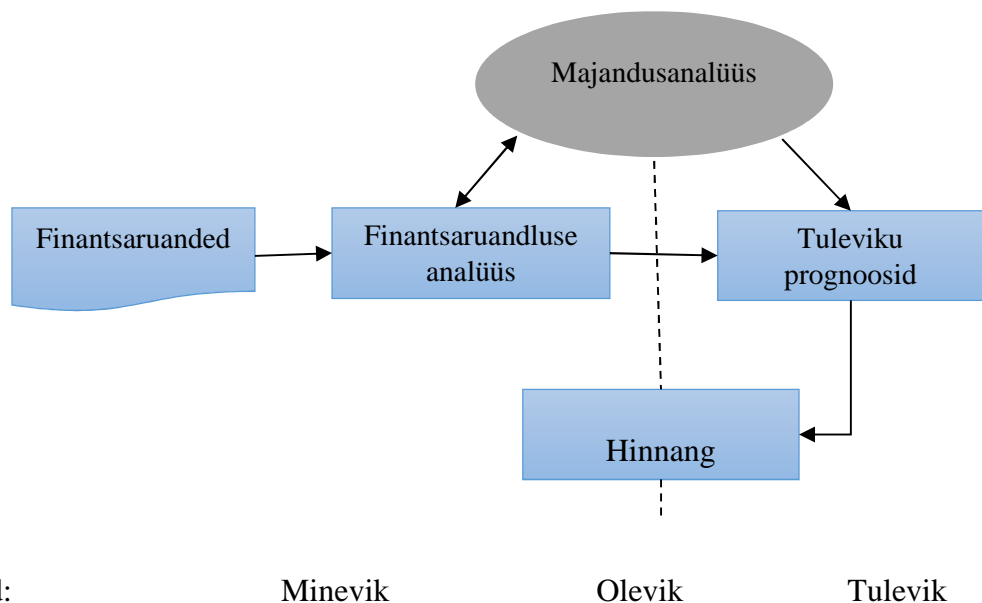 Majandusanalüüs
Finantsaruanded
Finantsaruandluse
analüüs
Tuleviku
prognoosid
Hinnang
Minevik Olevik Tulevik